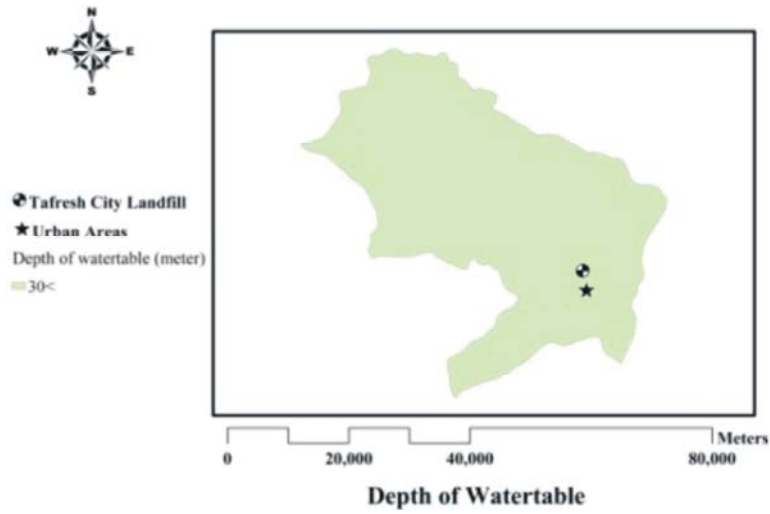 N
W E
S
Tafresh City Landfill
Urban Areas
Depth of watertable (meter)
30<
Meters
0 20,000 40,000 80,000
Depth of Watertable